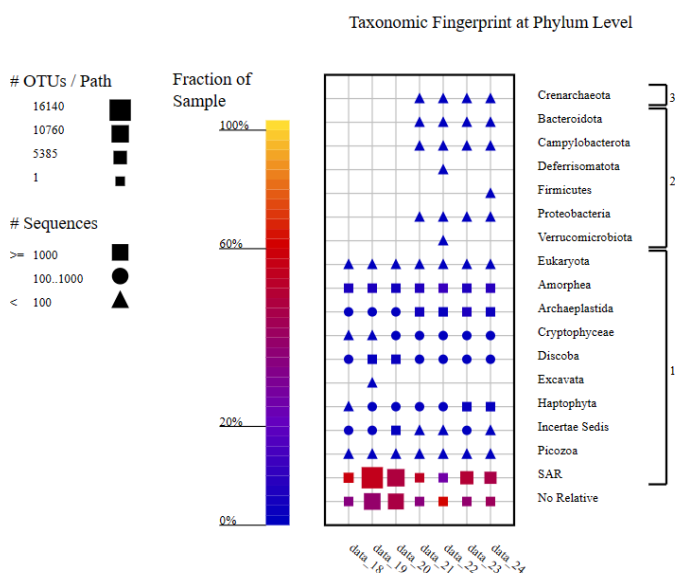 Taxonomic Fingerprint at Phylum Level
# OTUs / Path
16140
10760
5385
1
# Sequences
>= 1000
100..1000
< 100
Fraction of
Sample
100%
60%
20%
0%
Crenarchaeota
Bacteroidota
Campylobacterota
Deferrisomatota
Firmicutes
Proteobacteria
Verrucomicrobiota
Eukaryota
Amorphea
Archaeplastida
Cryptophyceae
Discoba
Excavata
Haptophyta
Incertae Sedis
Picozoa
SAR
No Relative
3
2
1
data_18
data_19
data_20
data_21
data_22
data_23
data_24